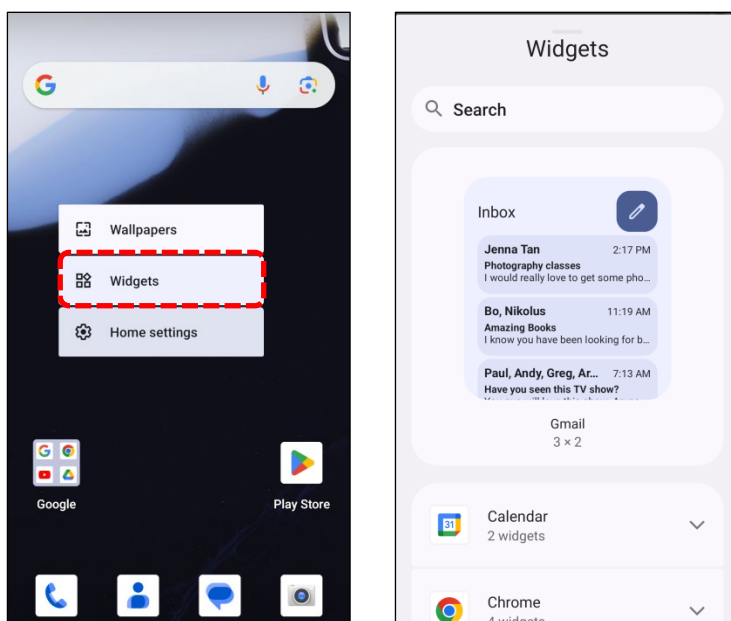 Wallpapers
Widgets
Home settings
Google
Play Store
Widgets
Search
Inbox
Jenna Tan 2:17 PM
Photography classes
I would really love to get some pho...
Bo, Nikolus 11:19 AM
Amazing Books
I know you have been looking for b...
Paul, Andy, Greg, Ar... 7:13 AM
Have you seen this TV show?
Gmail
3 × 2
31
Calendar
2 widgets
Chrome
4 widgets